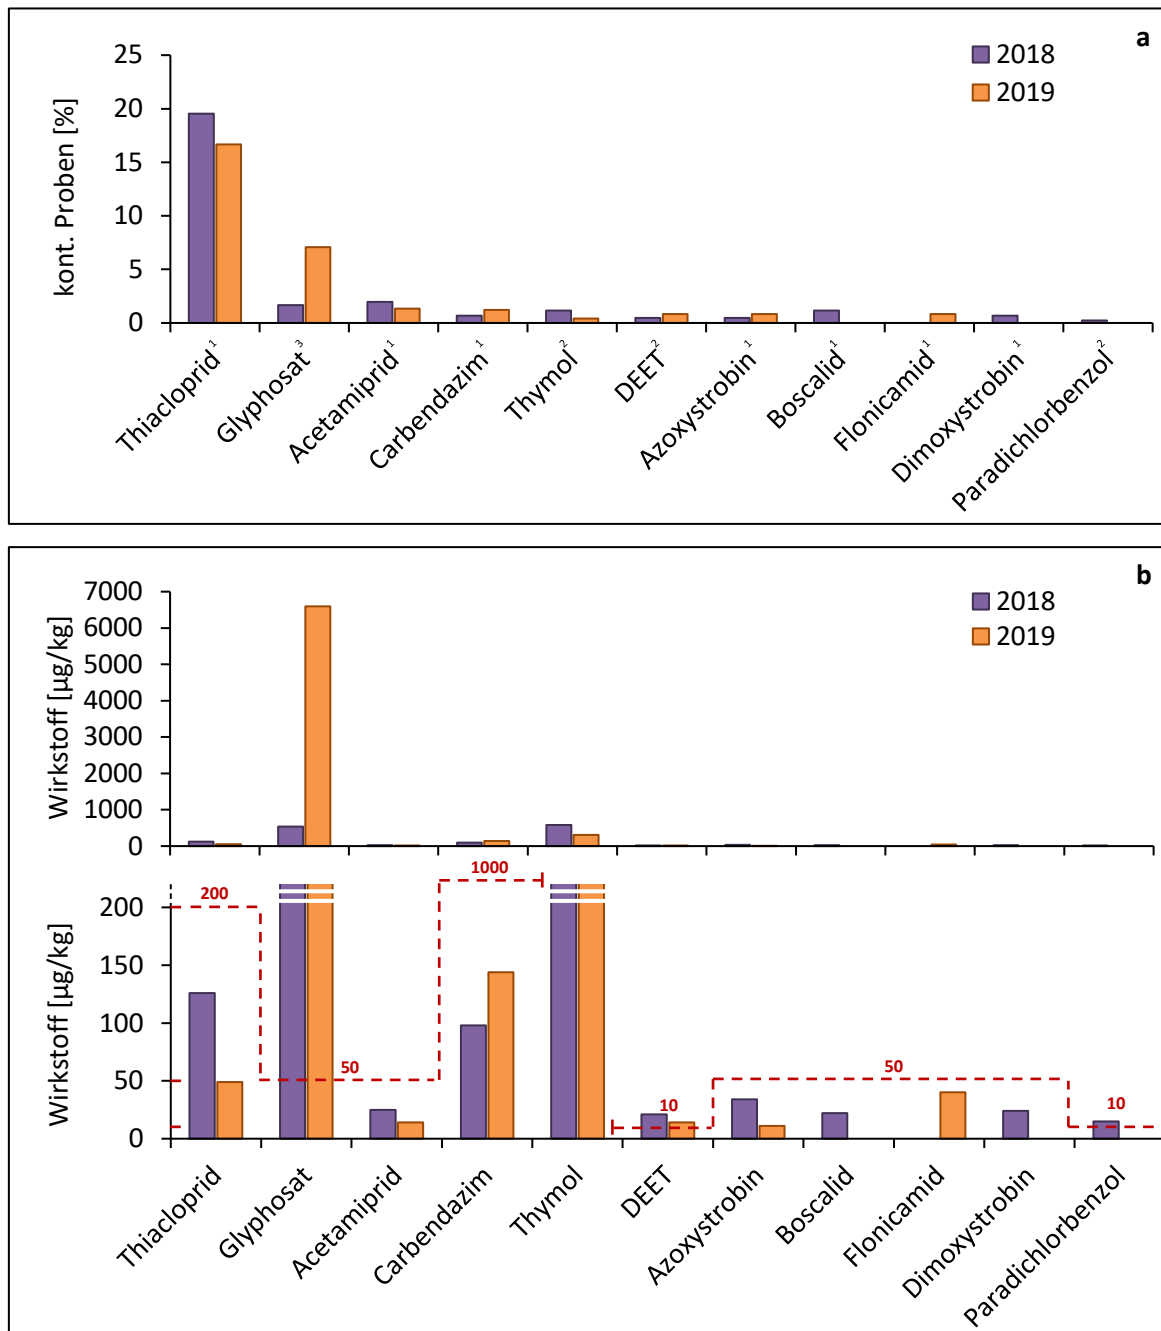 a
2018
2019
kont. Proben [%]
25
20
15
10
5
0
Thiacloprid¹
Glyphosat³
Acetamiprid¹
Carbendazim¹
Thymol²
DEET²
Azoxystrobin¹
Boscalid¹
Flonicamid¹
Dimoxystrobin¹
Paradichlorbenzol²
b
2018
2019
Wirkstoff [µg/kg]
7000
6000
5000
4000
3000
2000
1000
0
Wirkstoff [µg/kg]
200
150
100
50
0
200
50
1000
10
50
10
Thiacloprid
Glyphosat
Acetamiprid
Carbendazim
Thymol
DEET
Azoxystrobin
Boscalid
Flonicamid
Dimoxystrobin
Paradichlorbenzol